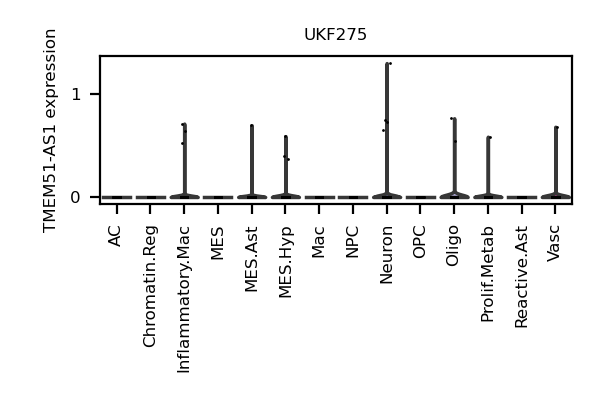 UKF275
TMEM51-AS1 expression
1
0
AC
Chromatin.Reg
Inflammatory.Mac
MES
MES.Ast
MES.Hyp
Mac
NPC
Neuron
OPC
Oligo
Prolif.Metab
Reactive.Ast
Vasc